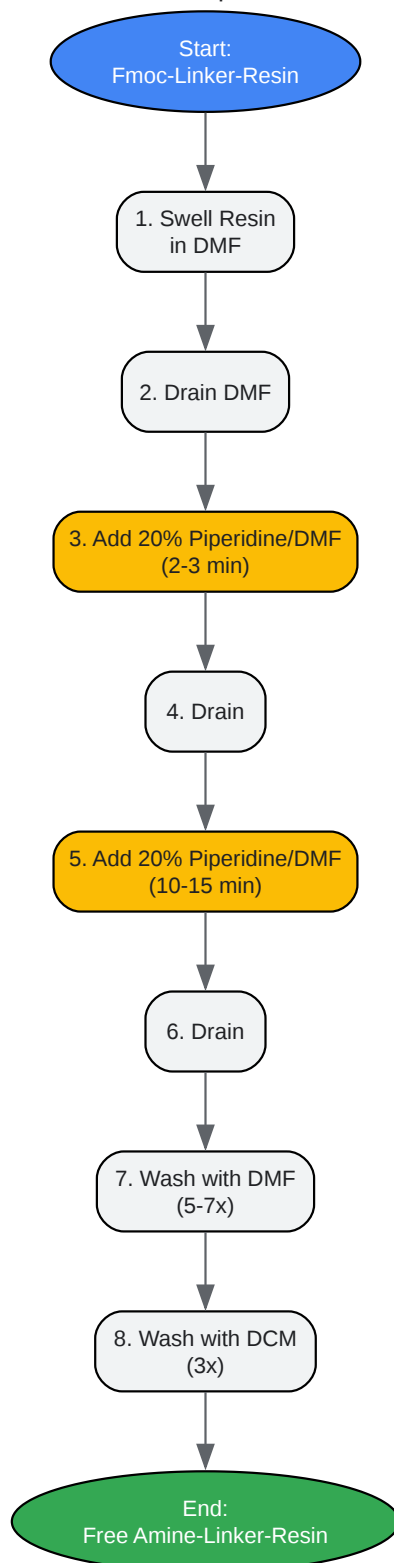 Start:
Fmoc-Linker-Resin
1. Swell Resin
in DMF
2. Drain DMF
3. Add 20% Piperidine/DMF
(2-3 min)
4. Drain
5. Add 20% Piperidine/DMF
(10-15 min)
6. Drain
7. Wash with DMF
(5-7x)
8. Wash with DCM
(3x)
End:
Free Amine-Linker-Resin